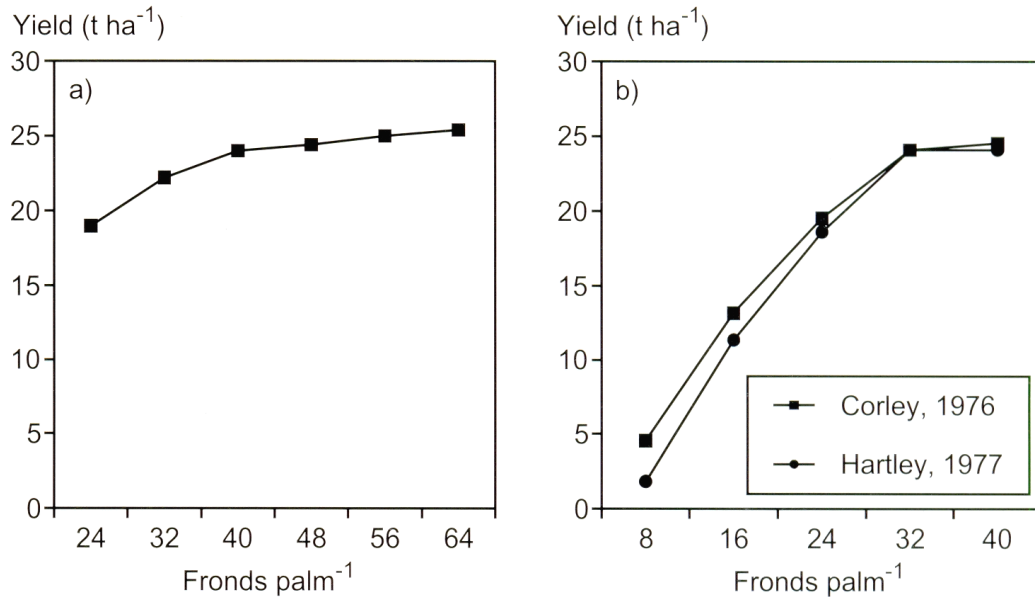 Yield (t ha⁻¹)
30
25
20
15
10
5
0
a)
24 32 40 48 56 64
Fronds palm⁻¹
Yield (t ha⁻¹)
30
25
20
15
10
5
0
b)
Corley, 1976
Hartley, 1977
8 16 24 32 40
Fronds palm⁻¹